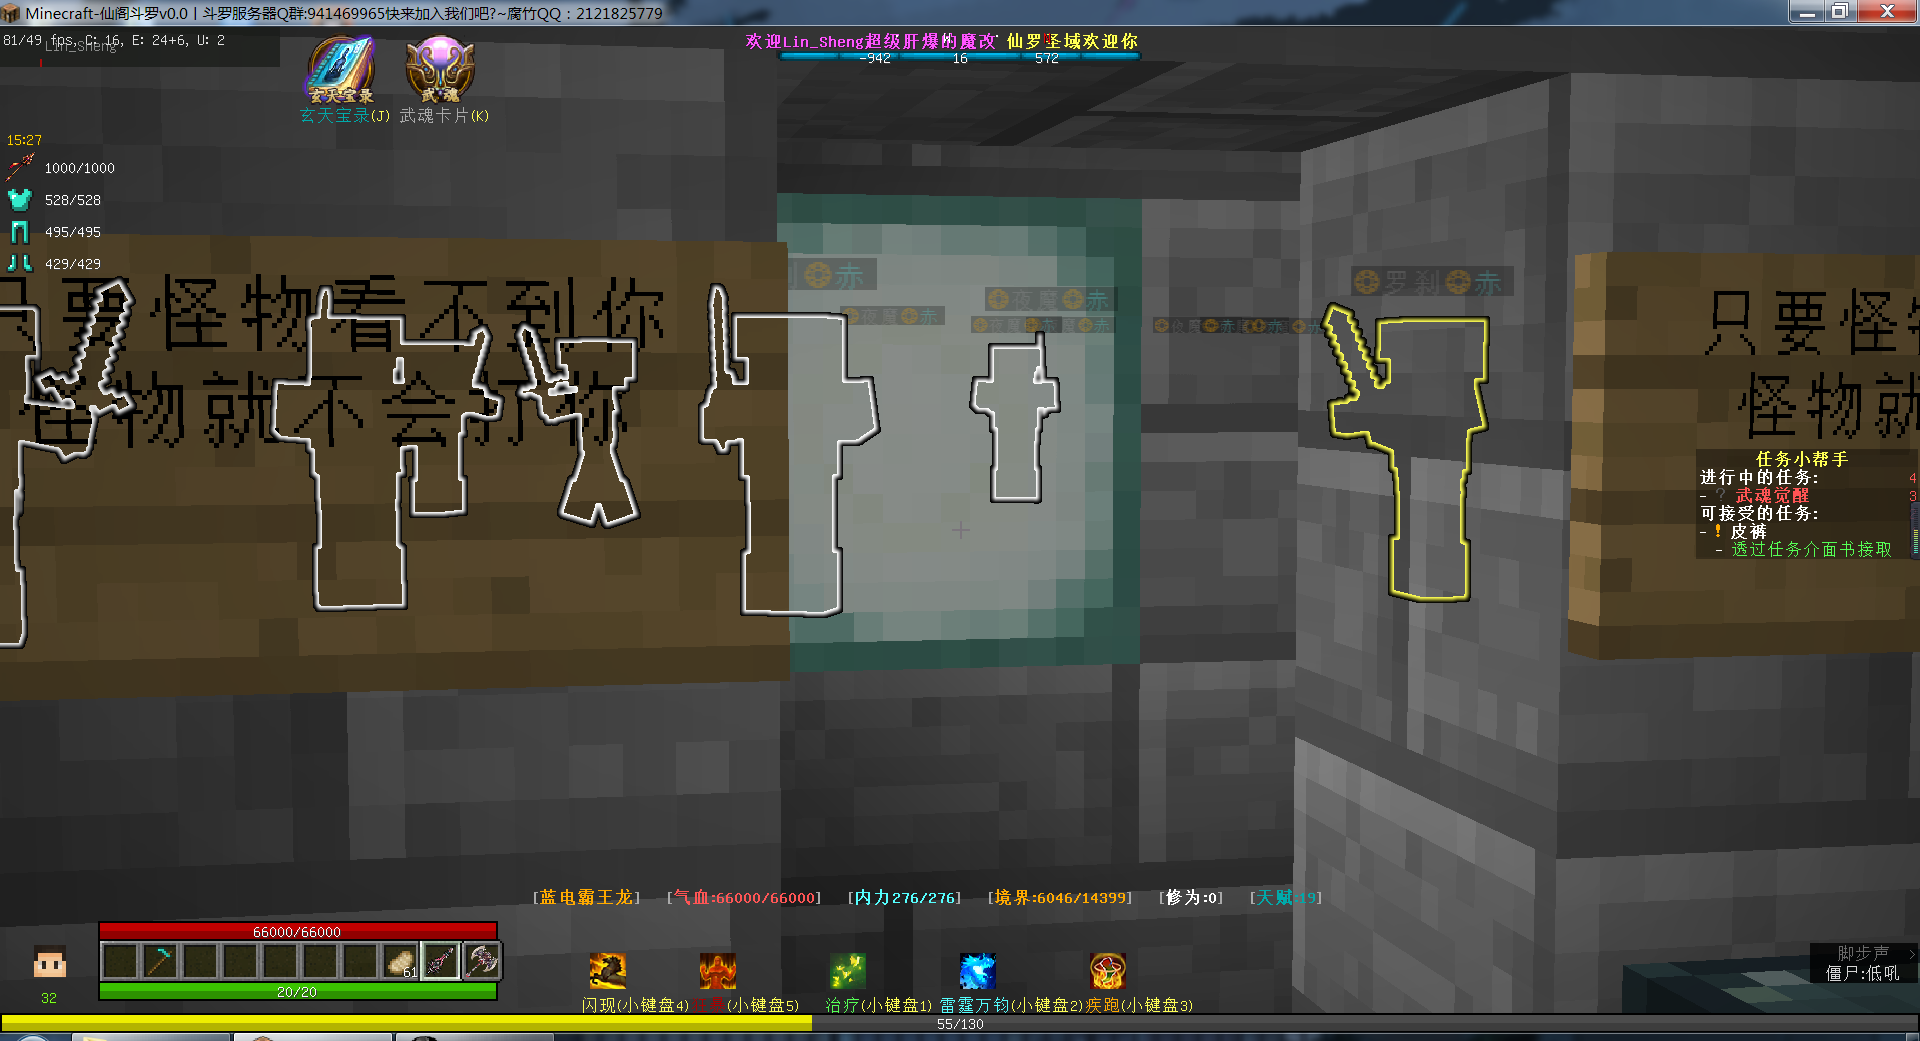 Minecraft-仙阁斗罗v0.0丨斗罗服务器Q群:941469965快来加入我们吧?~腐竹QQ：2121825779
81/49 fps, C: 16, E: 24+6, U: 2
Lin_Sheng
欢迎Lin_Sheng超级肝爆的魔改 仙罗圣域欢迎你
-942 16 572
玄天宝录 武魂
玄天宝录(J) 武魂卡片(K)
15:27
1000/1000
528/528
495/495
429/429
只要怪物看不到你
怪物就不会打你
赤
夜魔 赤
夜魔 赤
罗刹 赤
只要怪物
怪物就
任务小帮手
进行中的任务: 4
- ? 武魂觉醒 3
可接受的任务:
- ! 皮裤
- 透过任务介面书接取
[蓝电霸王龙] [气血:66000/66000] [内力276/276] [境界:6046/14399] [修为:0] [天赋:19]
66000/66000
61
32
20/20
闪现(小键盘4) (小键盘5) 治疗(小键盘1) 雷霆万钧(小键盘2) 疾跑(小键盘3)
脚步声 >
僵尸:低吼
55/130